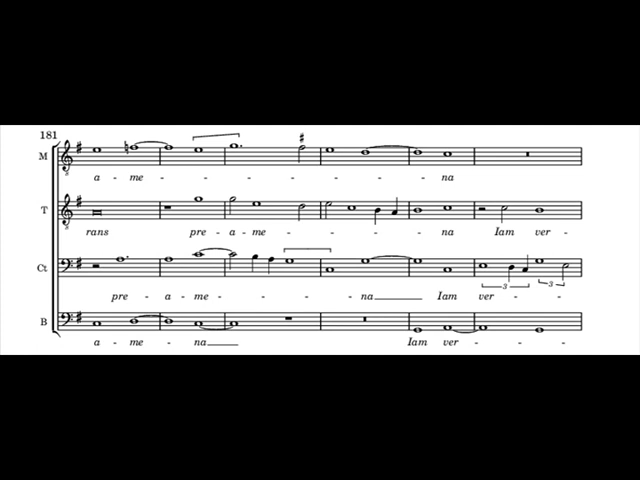 181
M
a - me - - - - - - - - na
T
rans pre - a - me - - - - na Iam ver -
Ct
3 3
pre - a - me - - - - na Iam ver - -
B
a - me - na Iam ver - - -